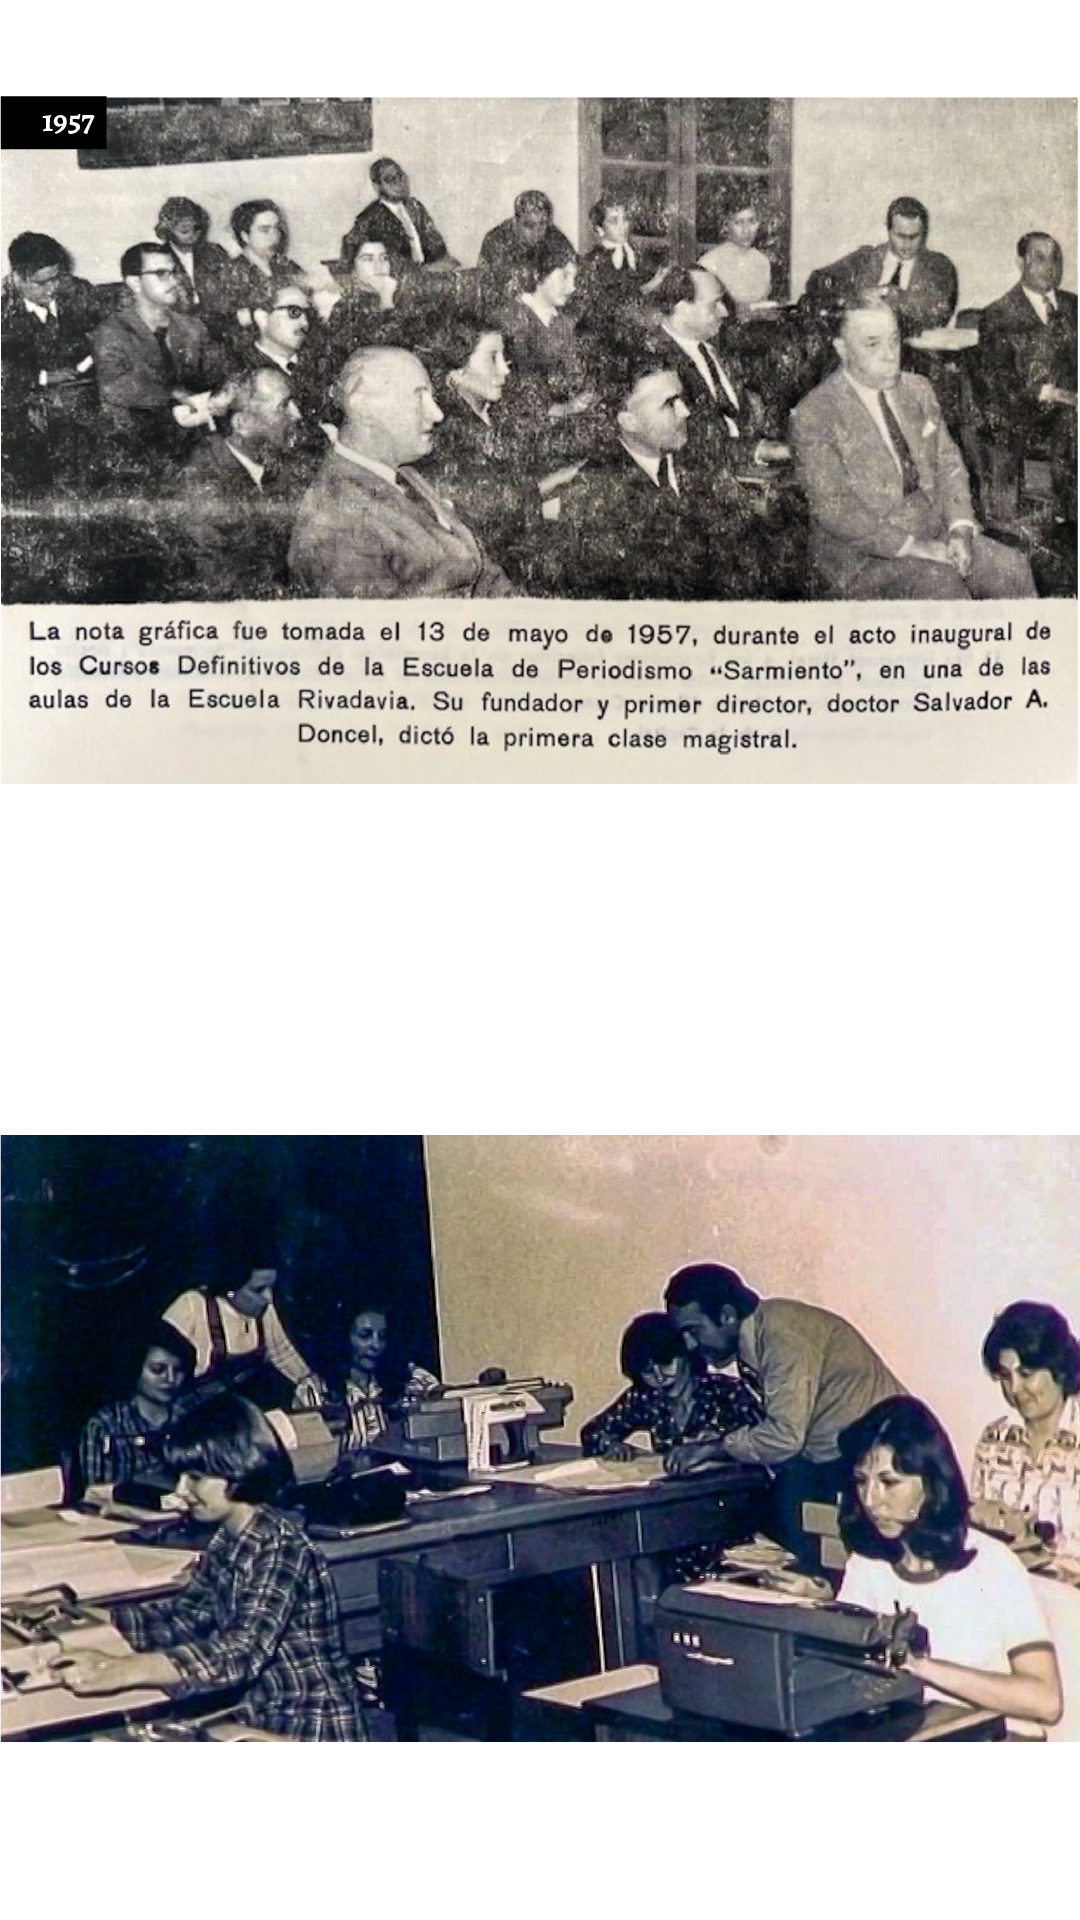 1957
La nota gráfica fue tomada el 13 de mayo de 1957, durante el acto inaugural de
los Cursos Definitivos de la Escuela de Periodismo “Sarmiento”, en una de las
aulas de la Escuela Rivadavia. Su fundador y primer director, doctor Salvador A.
Doncel, dictó la primera clase magistral.